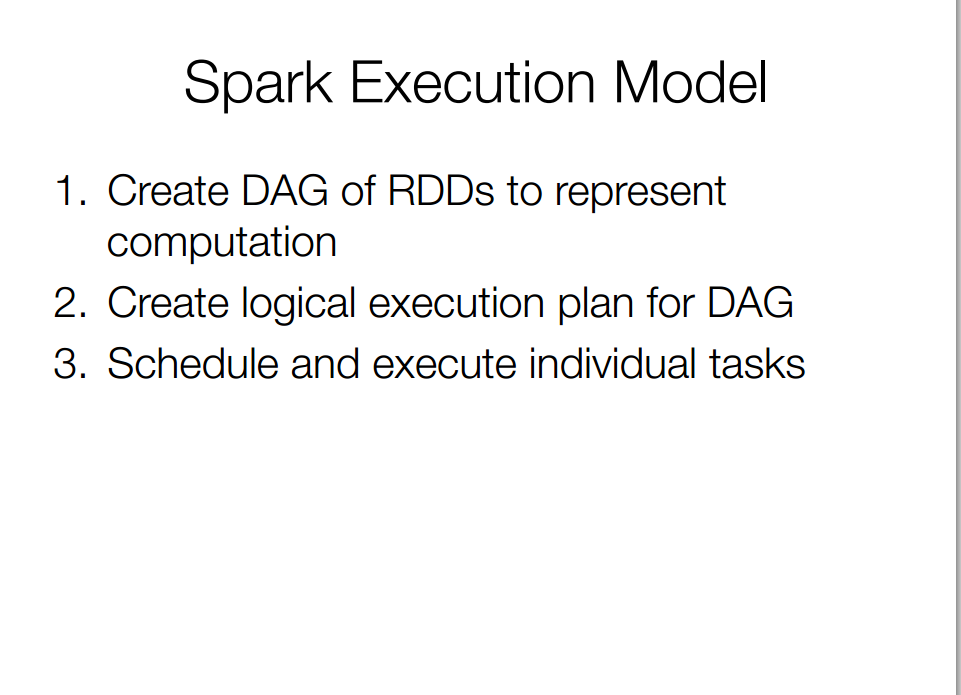 Spark Execution Model
1. Create DAG of RDDs to represent
computation
2. Create logical execution plan for DAG
3. Schedule and execute individual tasks